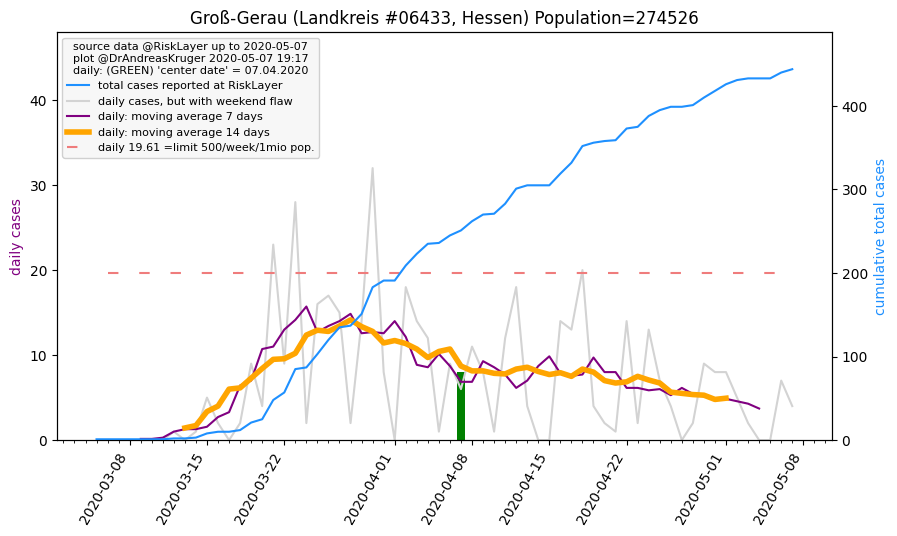 Groß-Gerau (Landkreis #06433, Hessen) Population=274526
source data @RiskLayer up to 2020-05-07
plot @DrAndreasKruger 2020-05-07 19:17
daily: (GREEN) 'center date' = 07.04.2020
total cases reported at RiskLayer
daily cases, but with weekend flaw
daily: moving average 7 days
daily: moving average 14 days
daily 19.61 =limit 500/week/1mio pop.
daily cases
40
30
20
10
0
cumulative total cases
400
300
200
100
0
2020-03-08
2020-03-15
2020-03-22
2020-04-01
2020-04-08
2020-04-15
2020-04-22
2020-05-01
2020-05-08